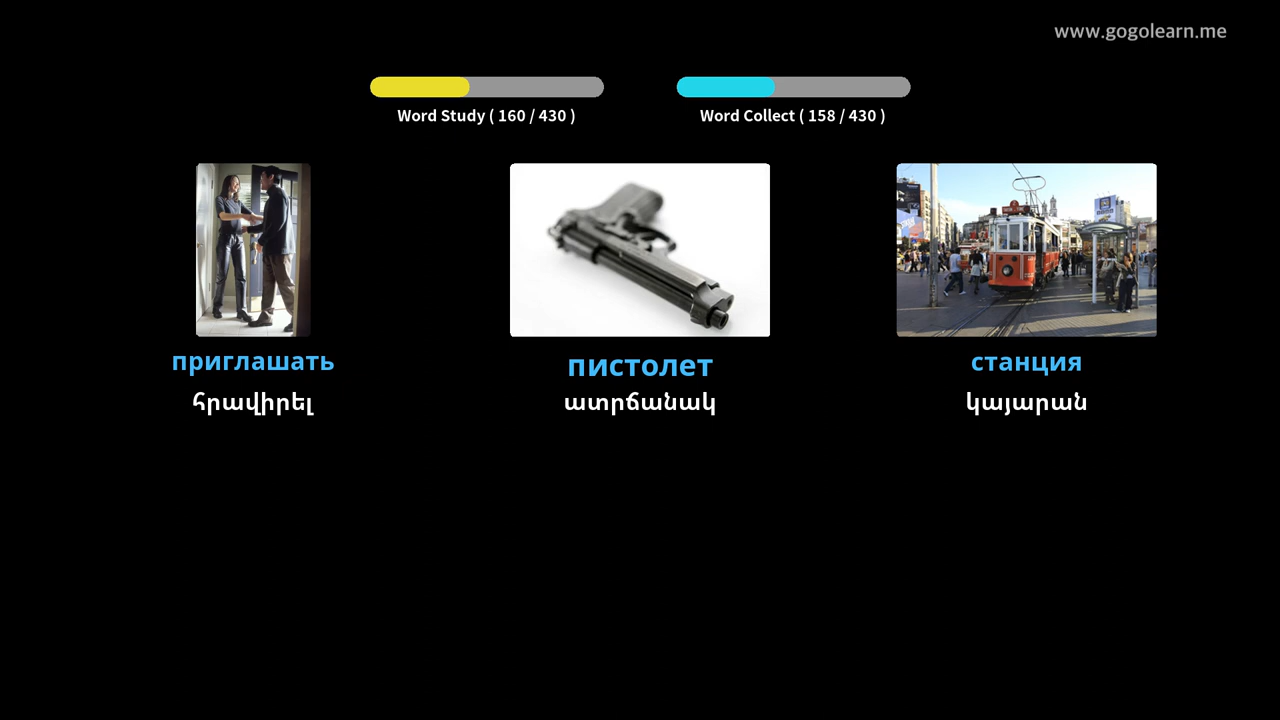 www.gogolearn.me
Word Study ( 160 / 430 )
Word Collect ( 158 / 430 )
приглашать
пистолет
станция
հրավիրել
ատրճանակ
կայարան